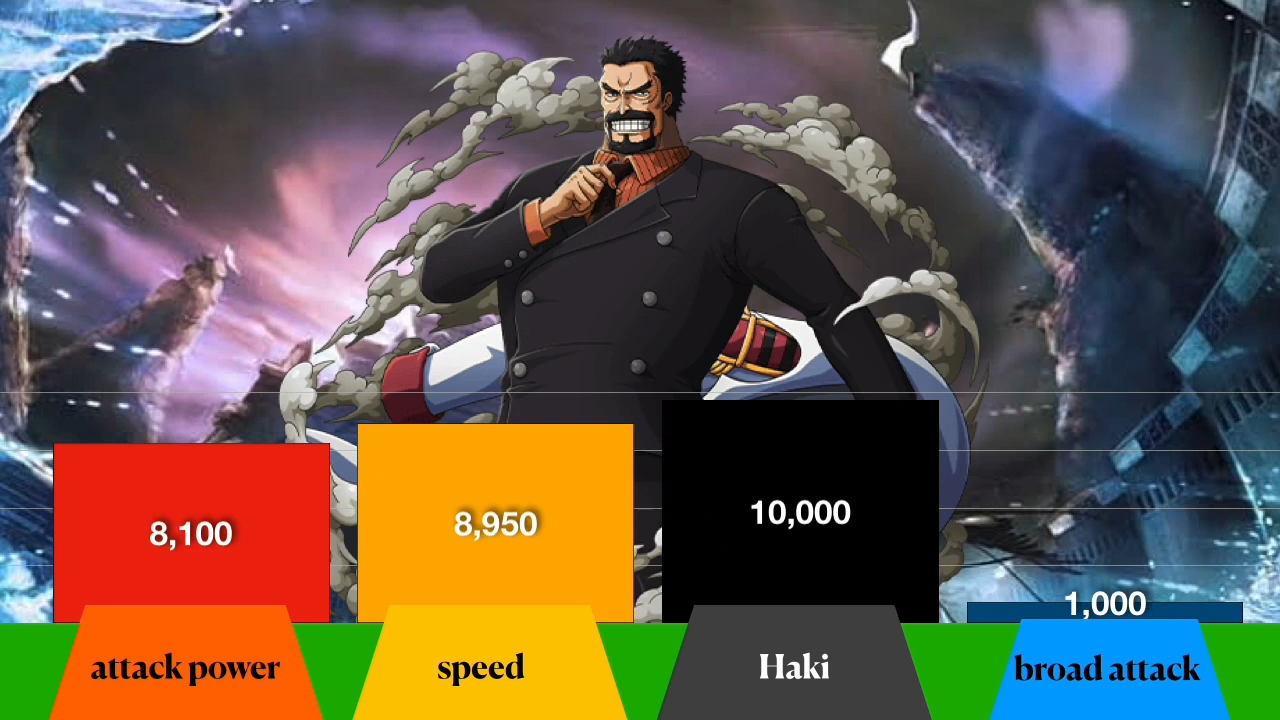 8,100
8,950
10,000
1,000
attack power
speed
Haki
broad attack